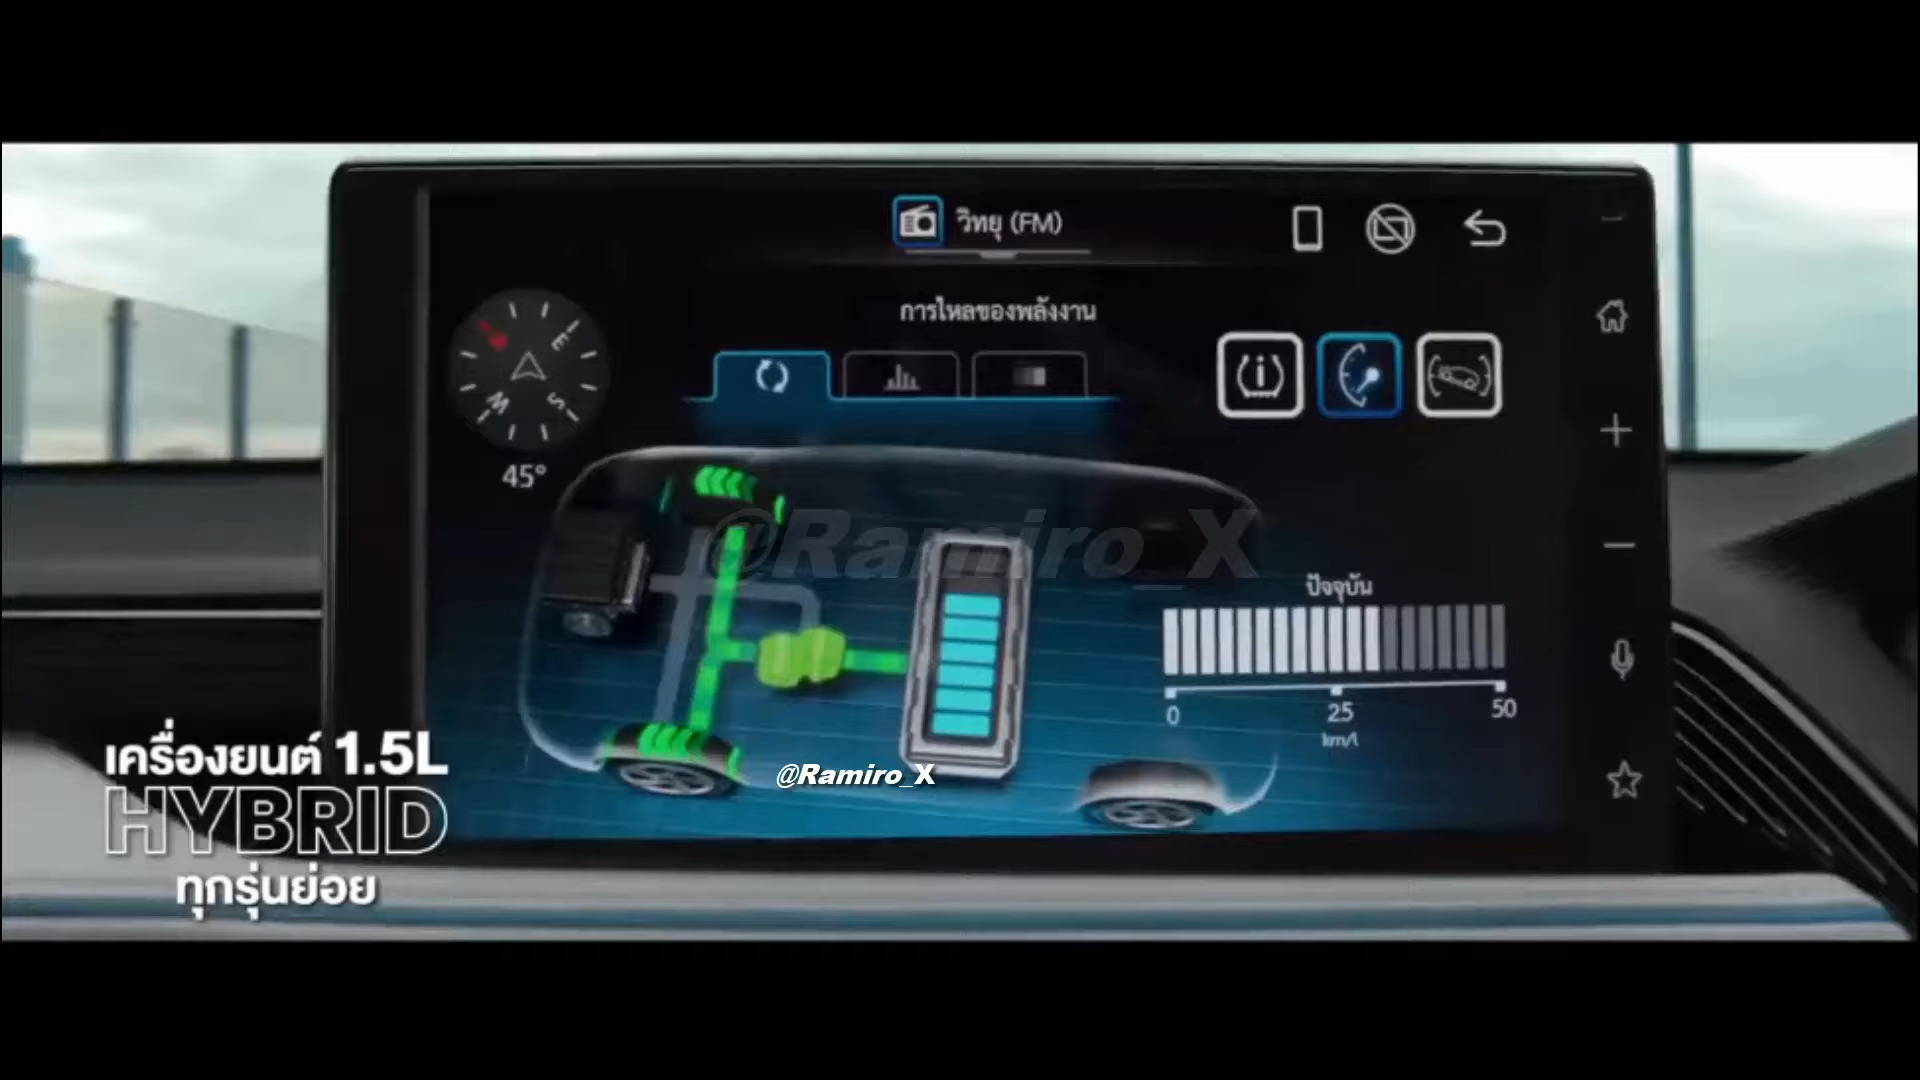 วิทยุ (FM)
การไหลของพลังงาน
E
W
S
45°
@Ramiro_X
ปัจจุบัน
0
25
50
km/l
@Ramiro_X
เครื่องยนต์ 1.5L
HYBRID
ทุกรุ่นย่อย